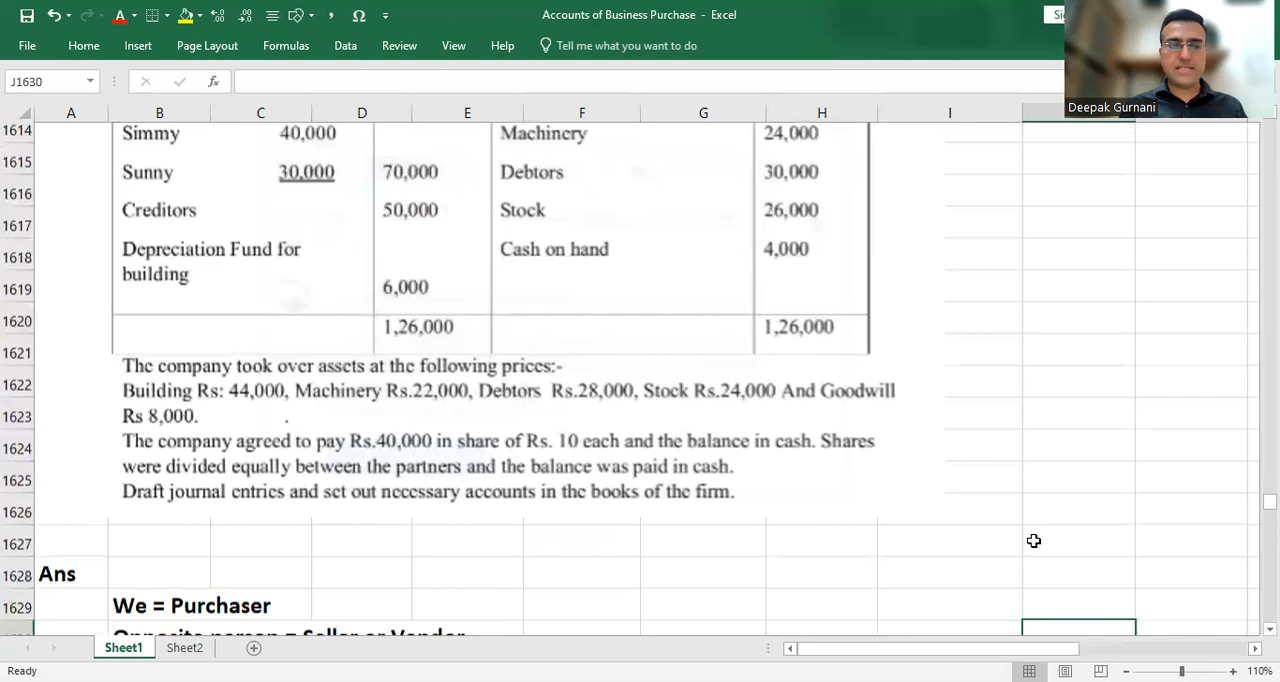 Accounts of Business Purchase - Excel
File Home Insert Page Layout Formulas Data Review View Help Tell me what you want to do
Deepak Gurnani
J1630 fx
A B C D E F G H I
1614 Simmy 40,000 Machinery 24,000
1615 Sunny 30,000 70,000 Debtors 30,000
1616
1617 Creditors 50,000 Stock 26,000
1618 Depreciation Fund for Cash on hand 4,000
building
1619 6,000
1620 1,26,000 1,26,000
1621
The company took over assets at the following prices:-
1622 Building Rs: 44,000, Machinery Rs.22,000, Debtors Rs.28,000, Stock Rs.24,000 And Goodwill
1623 Rs 8,000.
1624 The company agreed to pay Rs.40,000 in share of Rs. 10 each and the balance in cash. Shares
1625 were divided equally between the partners and the balance was paid in cash.
1626 Draft journal entries and set out necessary accounts in the books of the firm.
1627
1628 Ans
1629 We = Purchaser
Opposite person = Seller or Vendor
Sheet1 Sheet2
Ready 110%